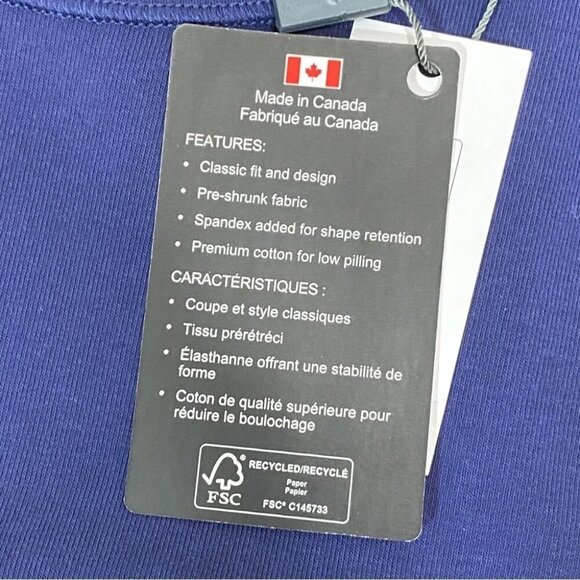 Made in Canada
Fabriqué au Canada
FEATURES:
• Classic fit and design
• Pre-shrunk fabric
• Spandex added for shape retention
• Premium cotton for low pilling
CARACTÉRISTIQUES :
• Coupe et style classiques
• Tissu prérétréci
• Élasthanne offrant une stabilité de
forme
• Coton de qualité supérieure pour
réduire le boulochage
RECYCLED/RECYCLÉ
Paper
Papier
FSC® C145733
FSC